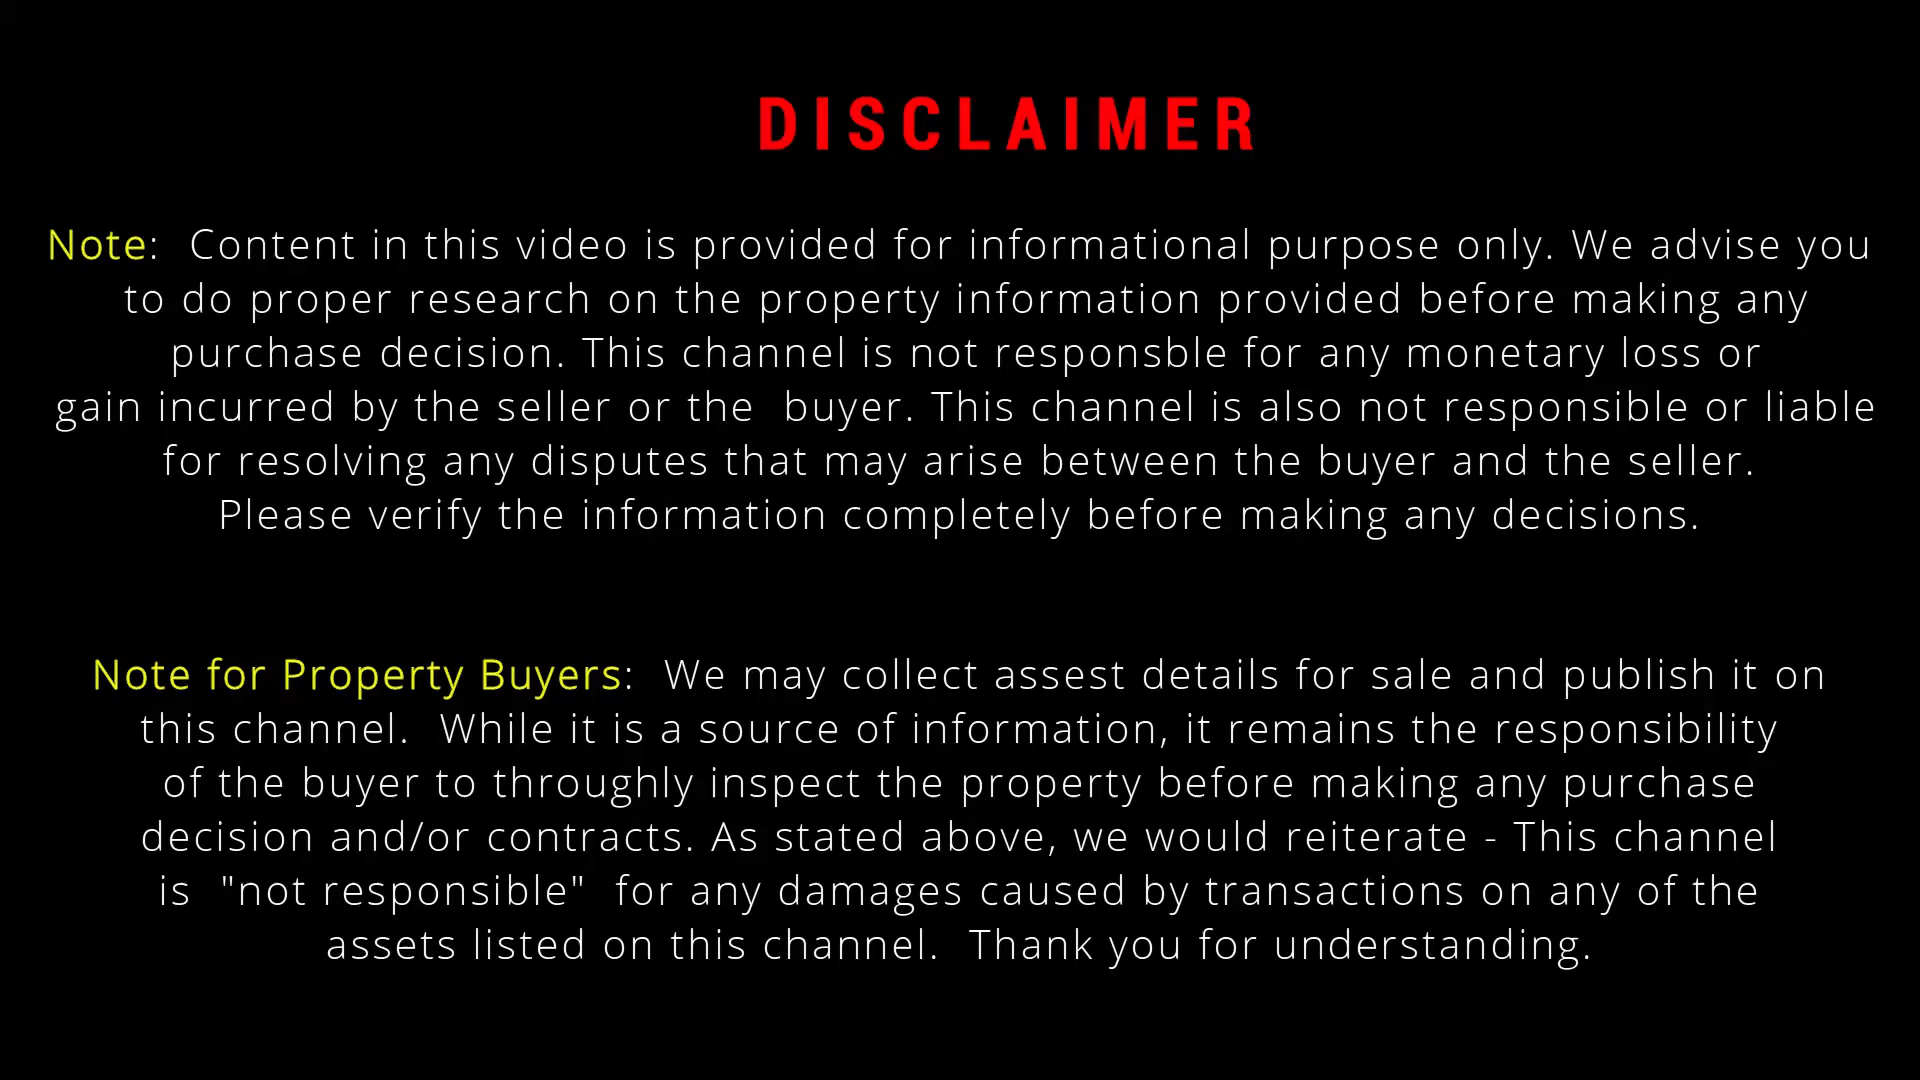 DISCLAIMER
Note:  Content in this video is provided for informational purpose only. We advise you
to do proper research on the property information provided before making any
purchase decision. This channel is not responsble for any monetary loss or
gain incurred by the seller or the  buyer. This channel is also not responsible or liable
for resolving any disputes that may arise between the buyer and the seller.
Please verify the information completely before making any decisions.
Note for Property Buyers:  We may collect assest details for sale and publish it on
this channel.  While it is a source of information, it remains the responsibility
of the buyer to throughly inspect the property before making any purchase
decision and/or contracts. As stated above, we would reiterate - This channel
is  "not responsible"  for any damages caused by transactions on any of the
assets listed on this channel.  Thank you for understanding.